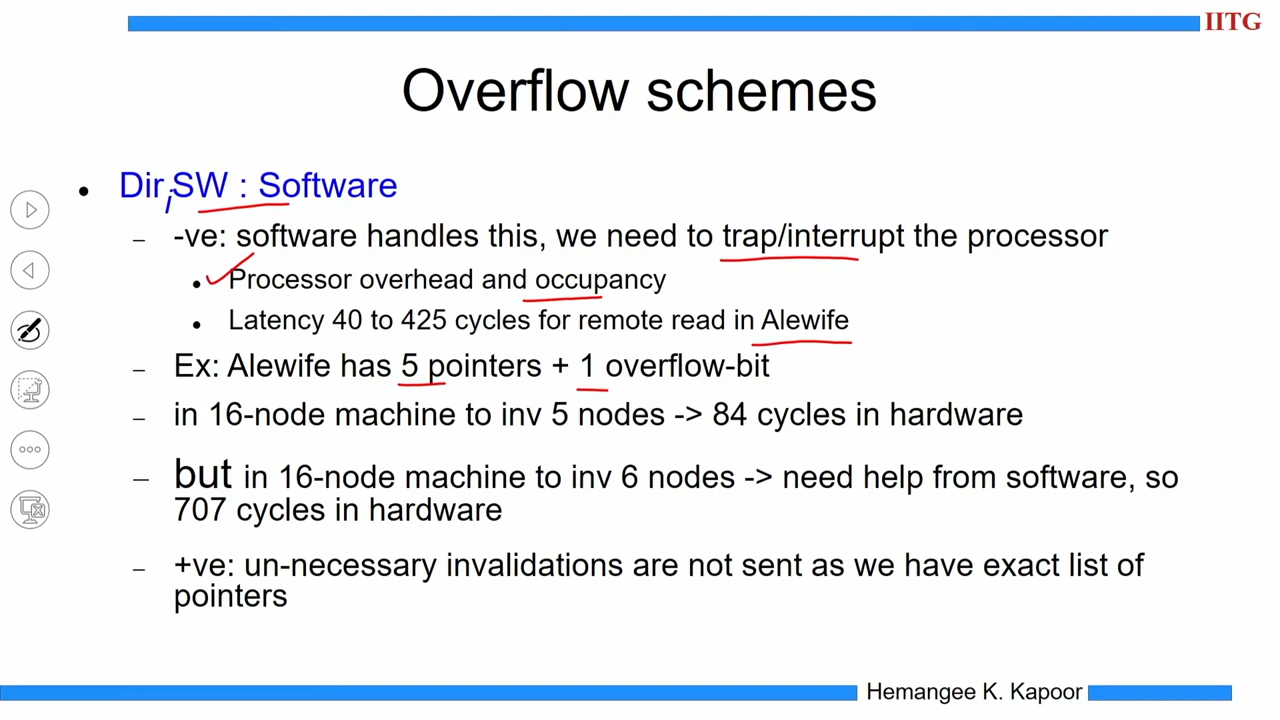 IITG
Overflow schemes
• DiriSW : Software
– -ve: software handles this, we need to trap/interrupt the processor
• Processor overhead and occupancy
• Latency 40 to 425 cycles for remote read in Alewife
– Ex: Alewife has 5 pointers + 1 overflow-bit
– in 16-node machine to inv 5 nodes -> 84 cycles in hardware
– but in 16-node machine to inv 6 nodes -> need help from software, so
707 cycles in hardware
– +ve: un-necessary invalidations are not sent as we have exact list of
pointers
Hemangee K. Kapoor